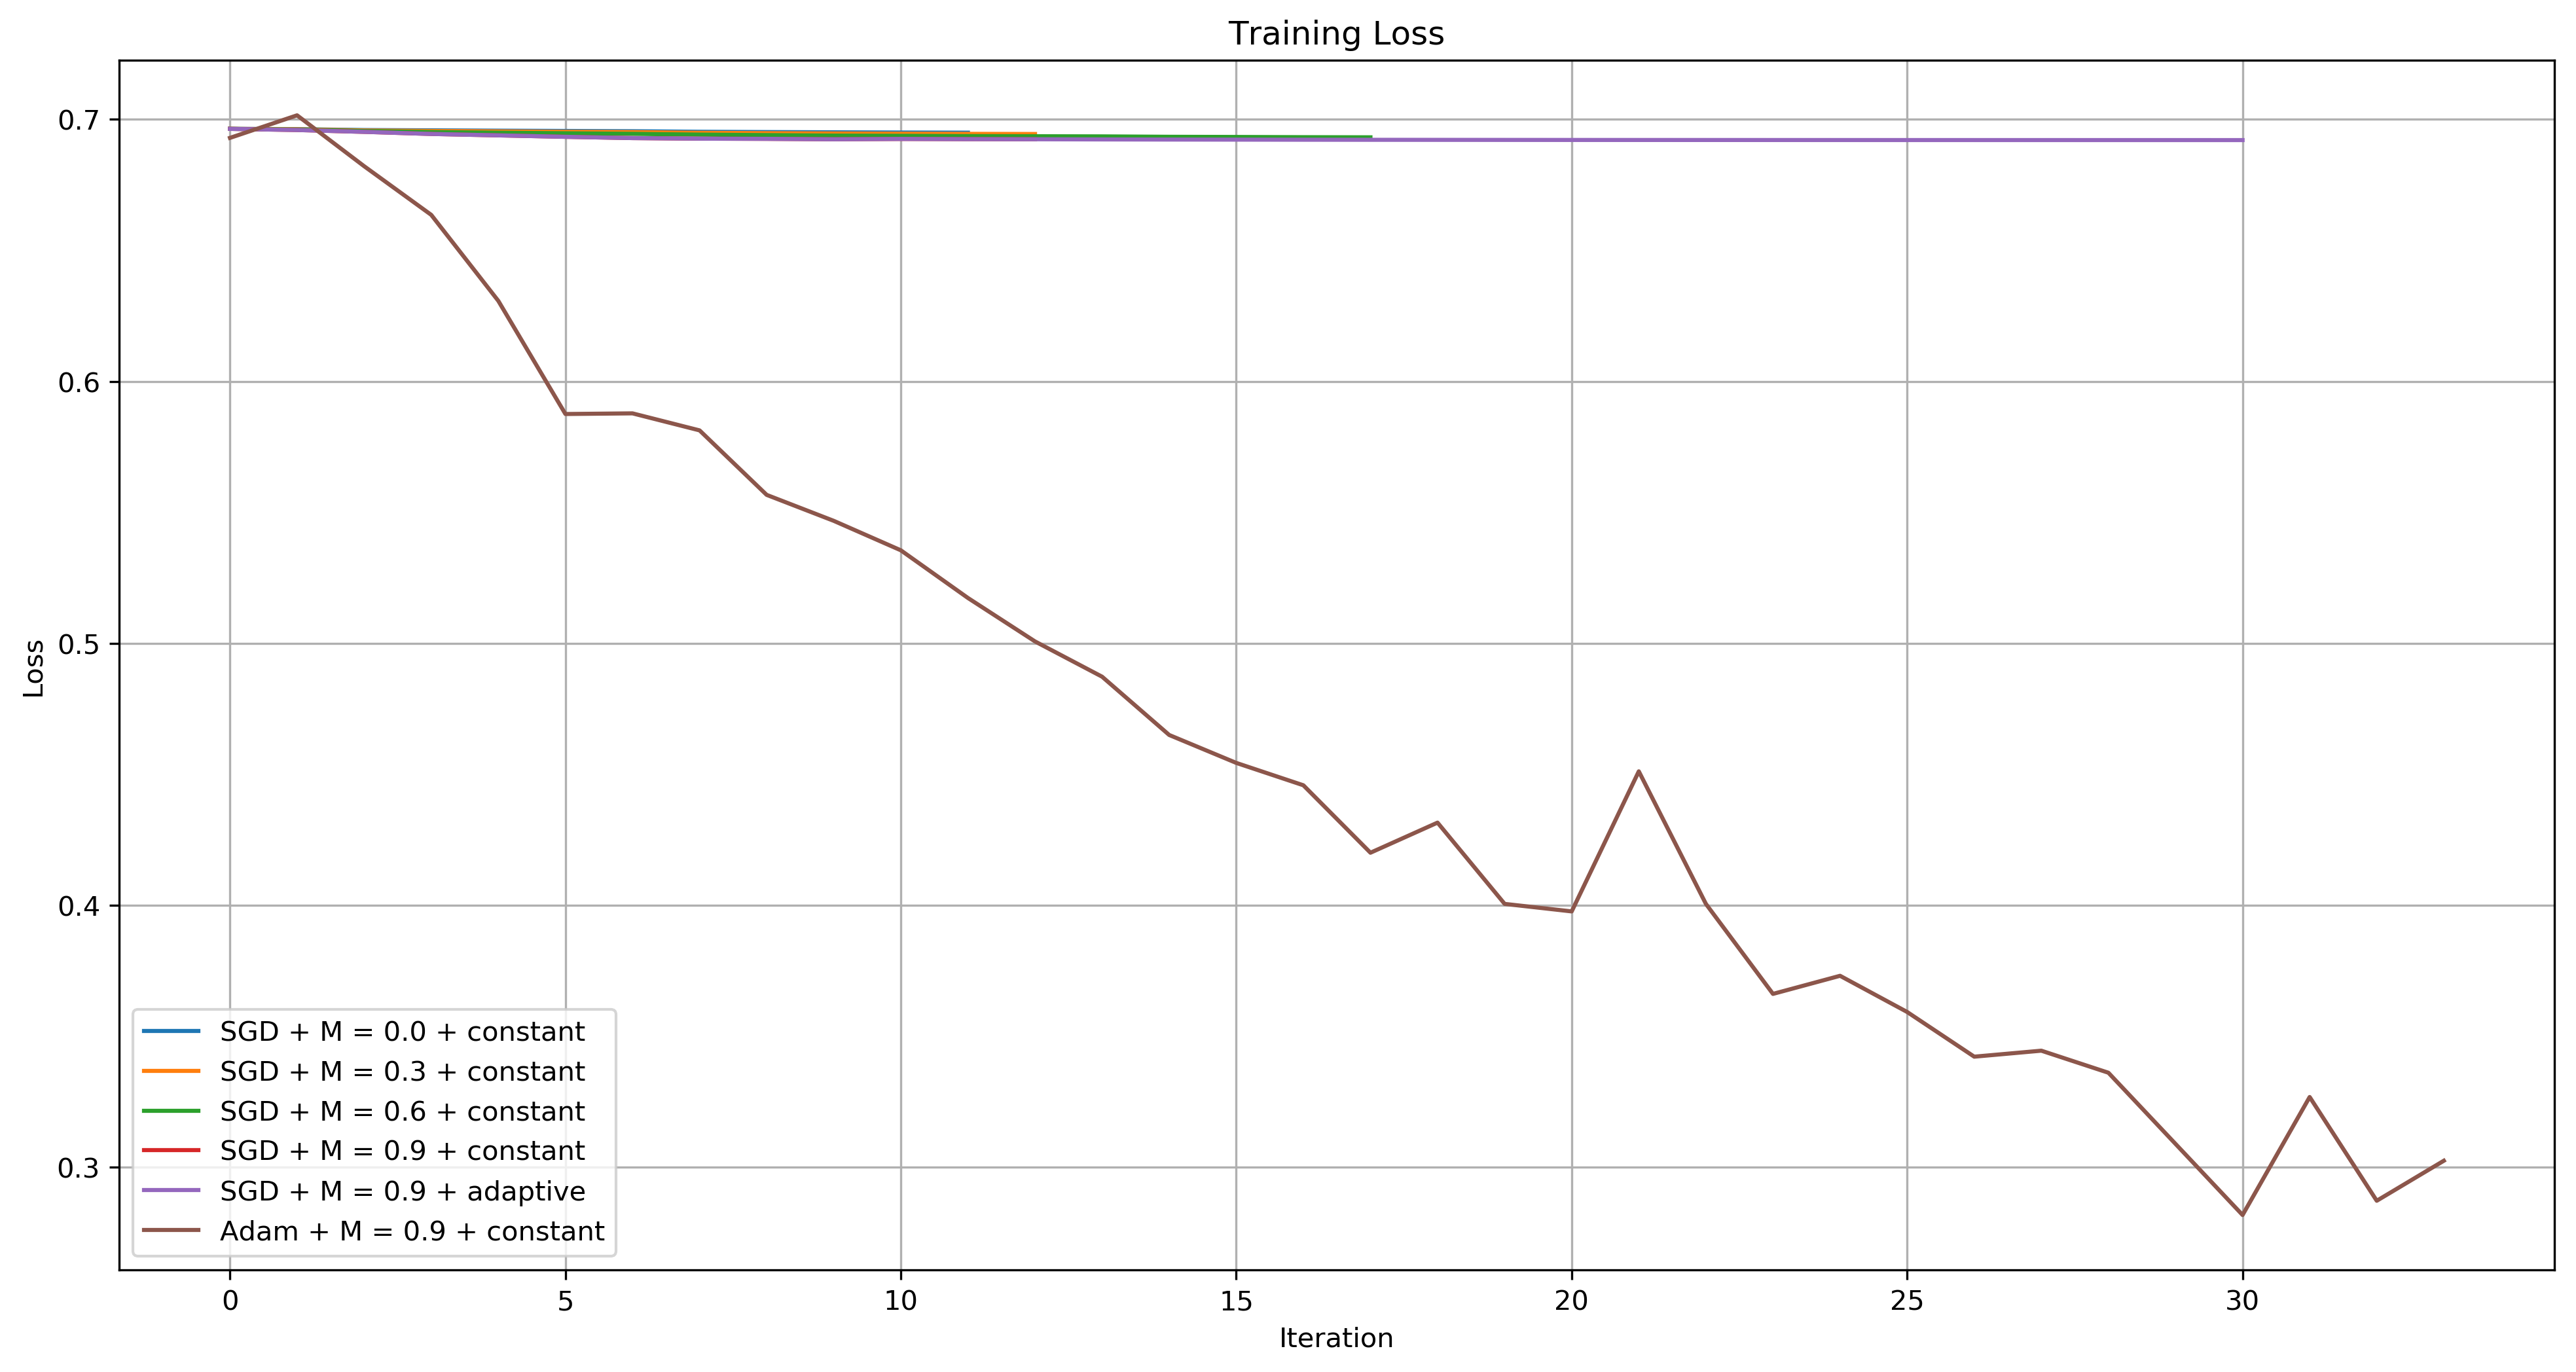 Training Loss
0.7
0.6
0.5
0.4
0.3
Loss
SGD + M = 0.0 + constant
SGD + M = 0.3 + constant
SGD + M = 0.6 + constant
SGD + M = 0.9 + constant
SGD + M = 0.9 + adaptive
Adam + M = 0.9 + constant
0 5 10 15 20 25 30
Iteration